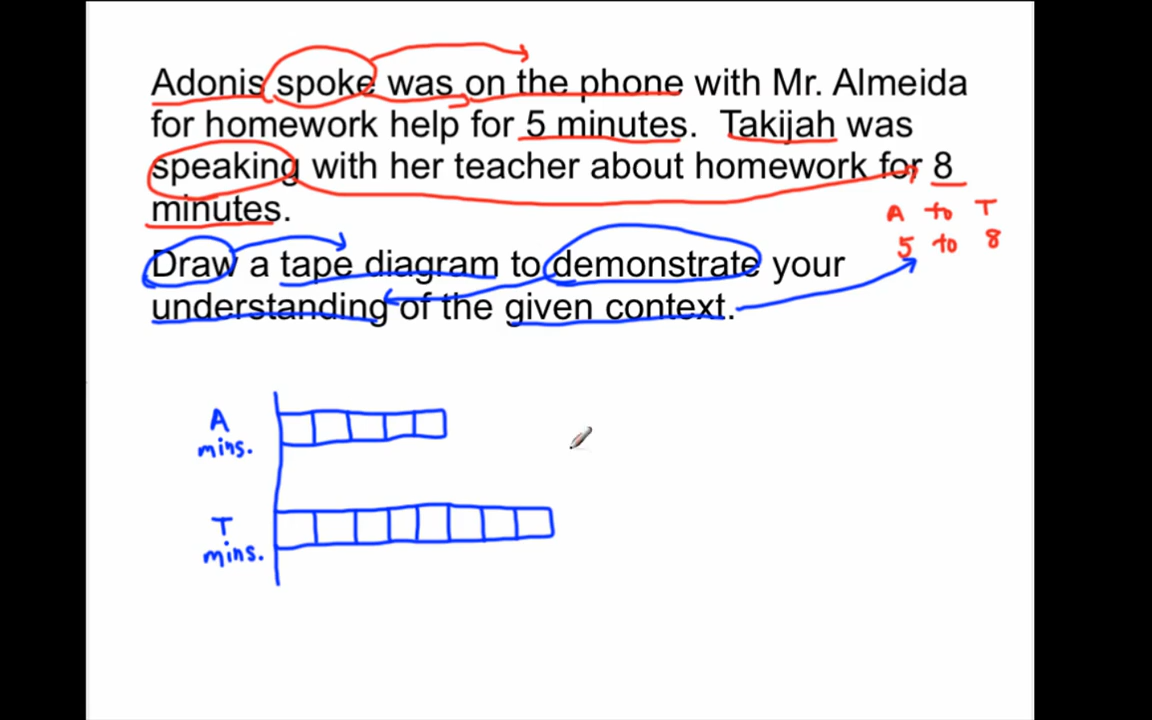 Adonis spoke was on the phone with Mr. Almeida
for homework help for 5 minutes. Takijah was
speaking with her teacher about homework for 8
minutes.
A to T
5 to 8
Draw a tape diagram to demonstrate your
understanding of the given context.
A
mins.
T
mins.